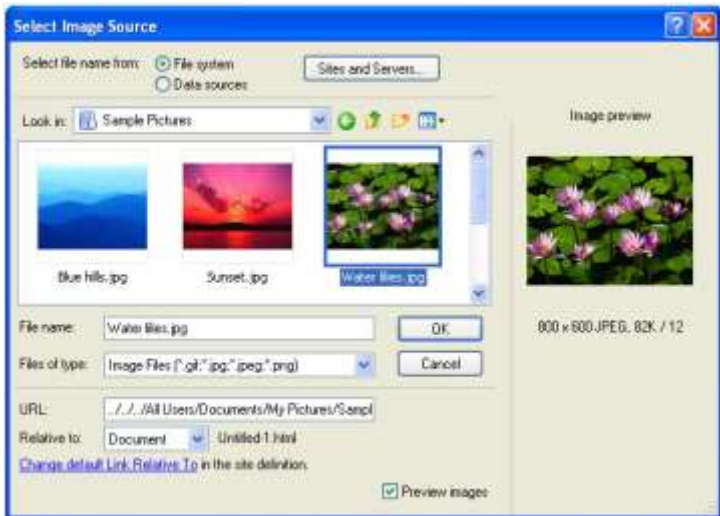 Select Image Source
Select file name from: File system Sites and Servers...
Data sources
Look in: Sample Pictures
Image preview
Blue hills.jpg Sunset.jpg Water lilies.jpg
File name: Water lilies.jpg OK
800 x 600 JPEG, 82K / 12
Files of type: Image Files (*.gif;*.jpg;*.jpeg;*.png) Cancel
URL: ../../../All Users/Documents/My Pictures/Sampl
Relative to: Document Untitled-1.html
Change default Link Relative To in the site definition.
Preview images